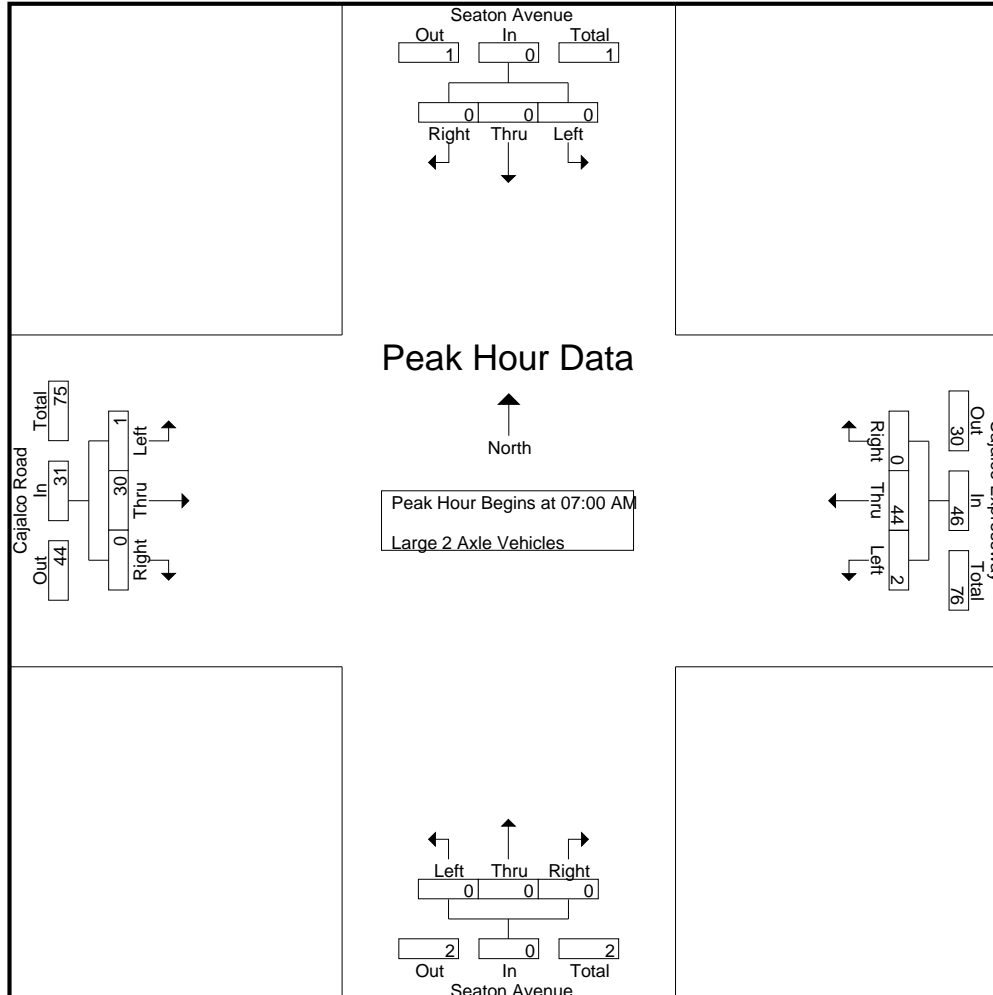 Seaton Avenue
Out In Total
1 0 1
0 0 0
Right Thru Left
Peak Hour Data
North
Peak Hour Begins at 07:00 AM
Large 2 Axle Vehicles
Cajalco Road
Total In Out
75 31 44
1 30 0
Left Thru Right
Out In Total
30 46 76
0 44 2
Right Thru Left
Left Thru Right
0 0 0
2 0 2
Out In Total
Seaton Avenue